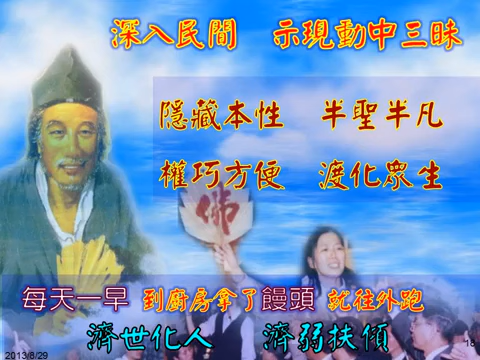 深入民間　示現動中三昧
隱藏本性　半聖半凡
權巧方便　渡化眾生
佛
每天一早 到廚房拿了饅頭 就往外跑
濟世化人　濟弱扶傾
2013/8/29
18